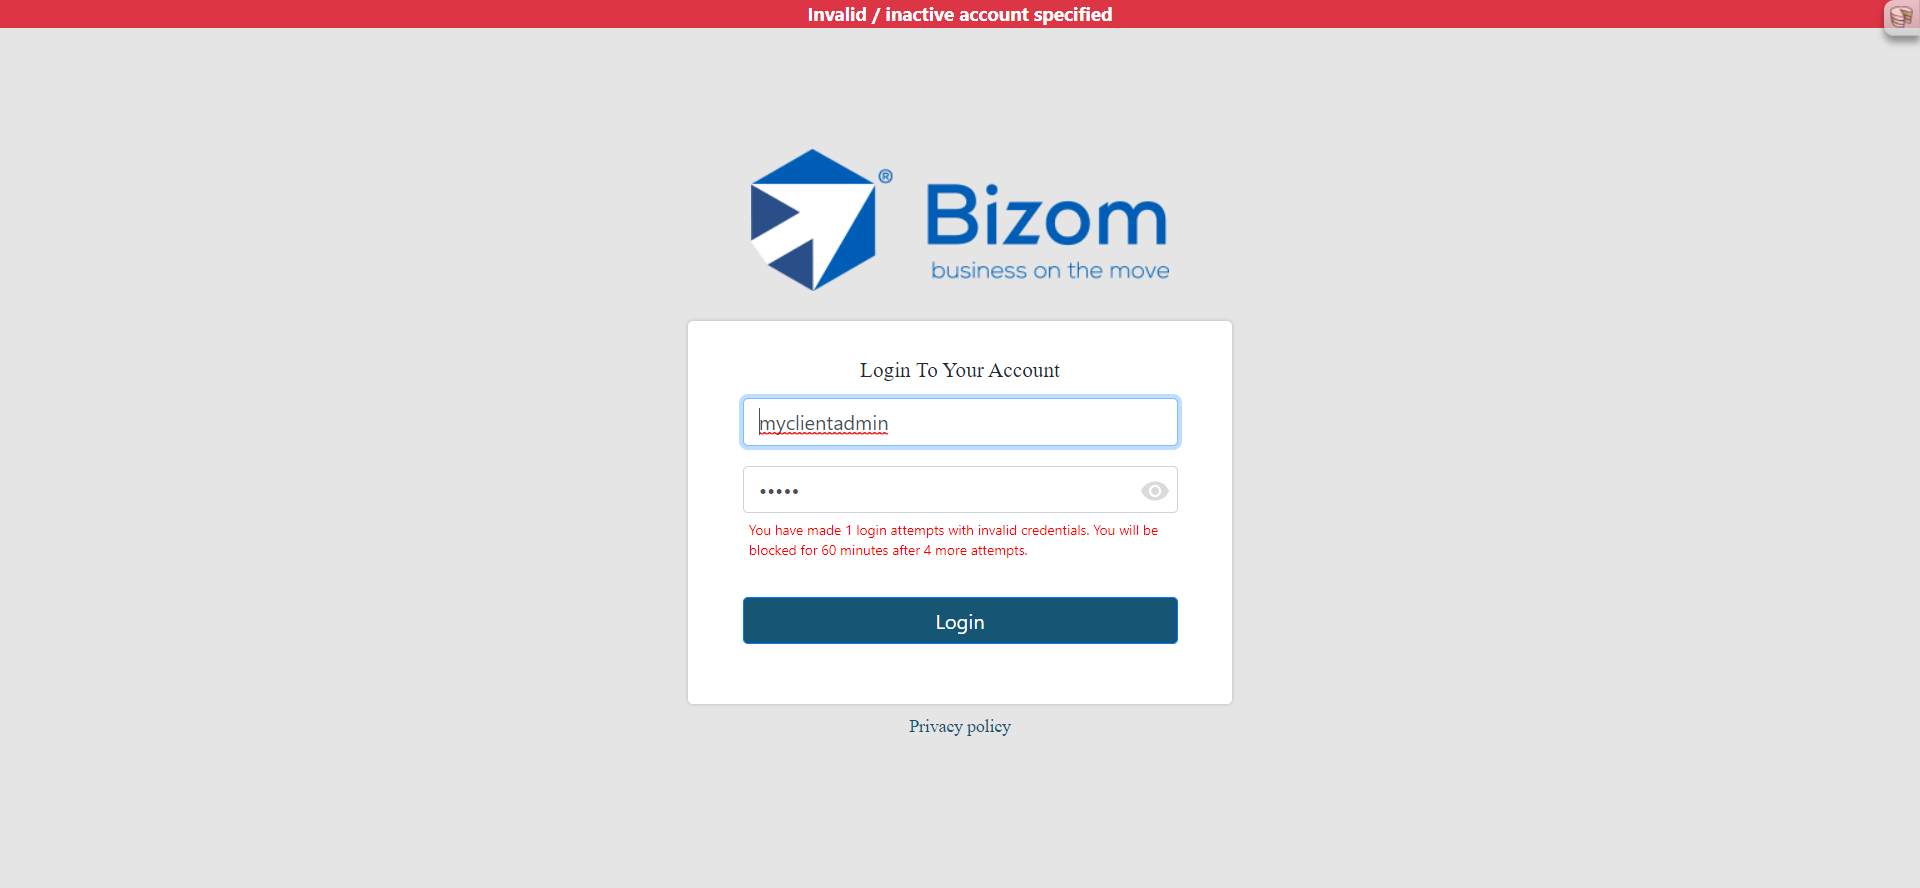 Invalid / inactive account specified
®
Bizom
business on the move
Login To Your Account
myclientadmin
•••••
You have made 1 login attempts with invalid credentials. You will be
blocked for 60 minutes after 4 more attempts.
Login
Privacy policy